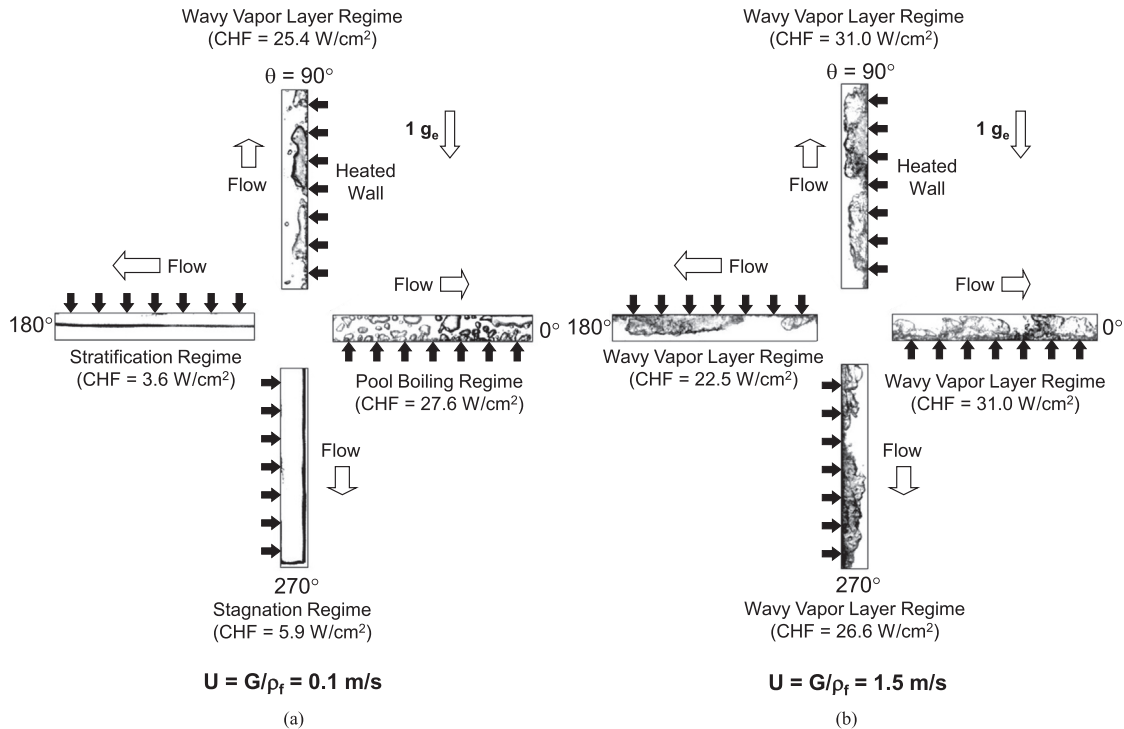 Wavy Vapor Layer Regime
(CHF = 25.4 W/cm²)
θ = 90°
1 gₑ
Flow
Heated
Wall
Flow
Flow
180°
0°
Stratification Regime
(CHF = 3.6 W/cm²)
Pool Boiling Regime
(CHF = 27.6 W/cm²)
Flow
270°
Stagnation Regime
(CHF = 5.9 W/cm²)
U = G/ρf = 0.1 m/s
(a)
Wavy Vapor Layer Regime
(CHF = 31.0 W/cm²)
θ = 90°
1 gₑ
Flow
Heated
Wall
Flow
Flow
180°
0°
Wavy Vapor Layer Regime
(CHF = 22.5 W/cm²)
Wavy Vapor Layer Regime
(CHF = 31.0 W/cm²)
Flow
270°
Wavy Vapor Layer Regime
(CHF = 26.6 W/cm²)
U = G/ρf = 1.5 m/s
(b)